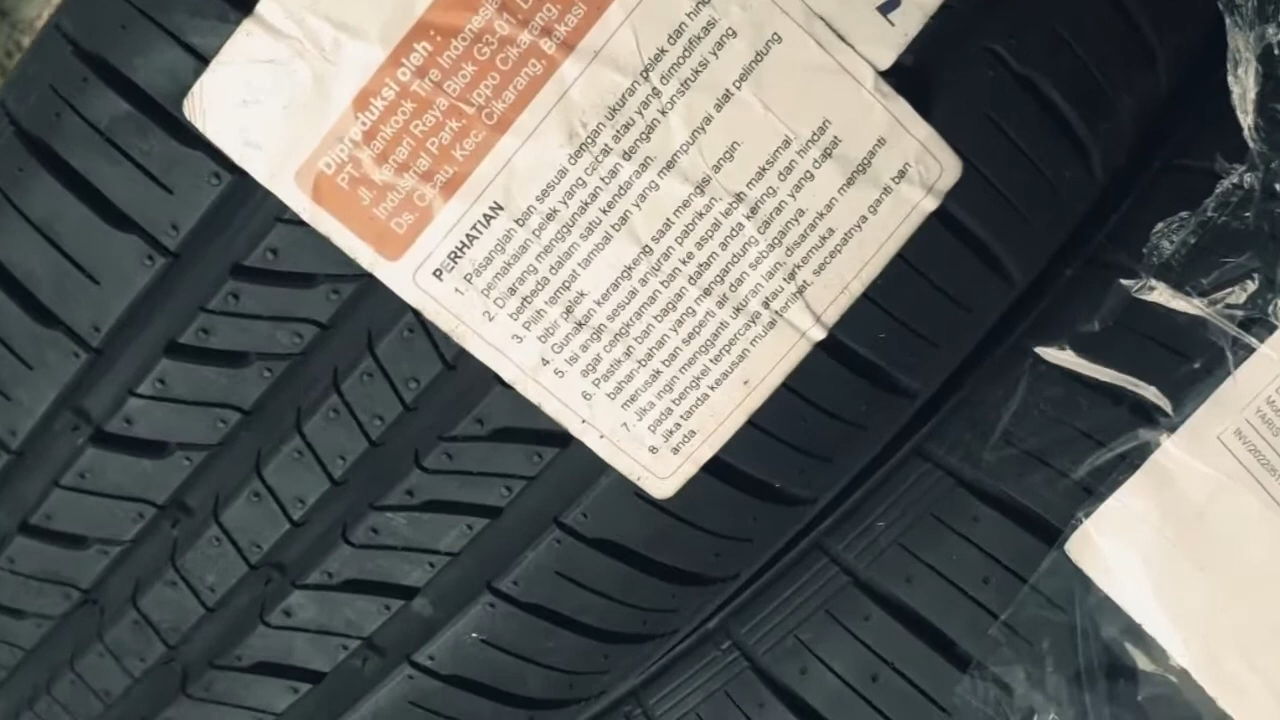 Diproduksi oleh :
PT Hankook Tire Indonesia
Jl. Kenari Raya Blok G3-01, D
Industrial Park, Lippo Cikarang,
Ds. Cicau, Kec. Cikarang, Bekasi
PERHATIAN
1. Pasanglah ban sesuai dengan ukuran pelek dan hind
pemakaian pelek yang cacat atau yang dimodifikasi.
2. Dilarang menggunakan ban dengan konstruksi yang
berbeda dalam satu kendaraan.
3. Pilih tempat tambal ban yang mempunyai alat pelindung
bibir pelek
4. Gunakan kerangkeng saat mengisi angin.
5. Isi angin sesuai anjuran pabrikan,
agar cengkraman ban ke aspal lebih maksimal.
6. Pastikan bagian dalam anda kering, dan hindari
bahan-bahan yang mengandung cairan yang dapat
merusak ban seperti air dan sebagainya.
7. Jika ingin mengganti ukuran lain, disarankan mengganti
pada bengkel terpercaya atau terkemuka.
8. Jika tanda keausan mulai terlihat, secepatnya ganti ban
anda.
YARIS